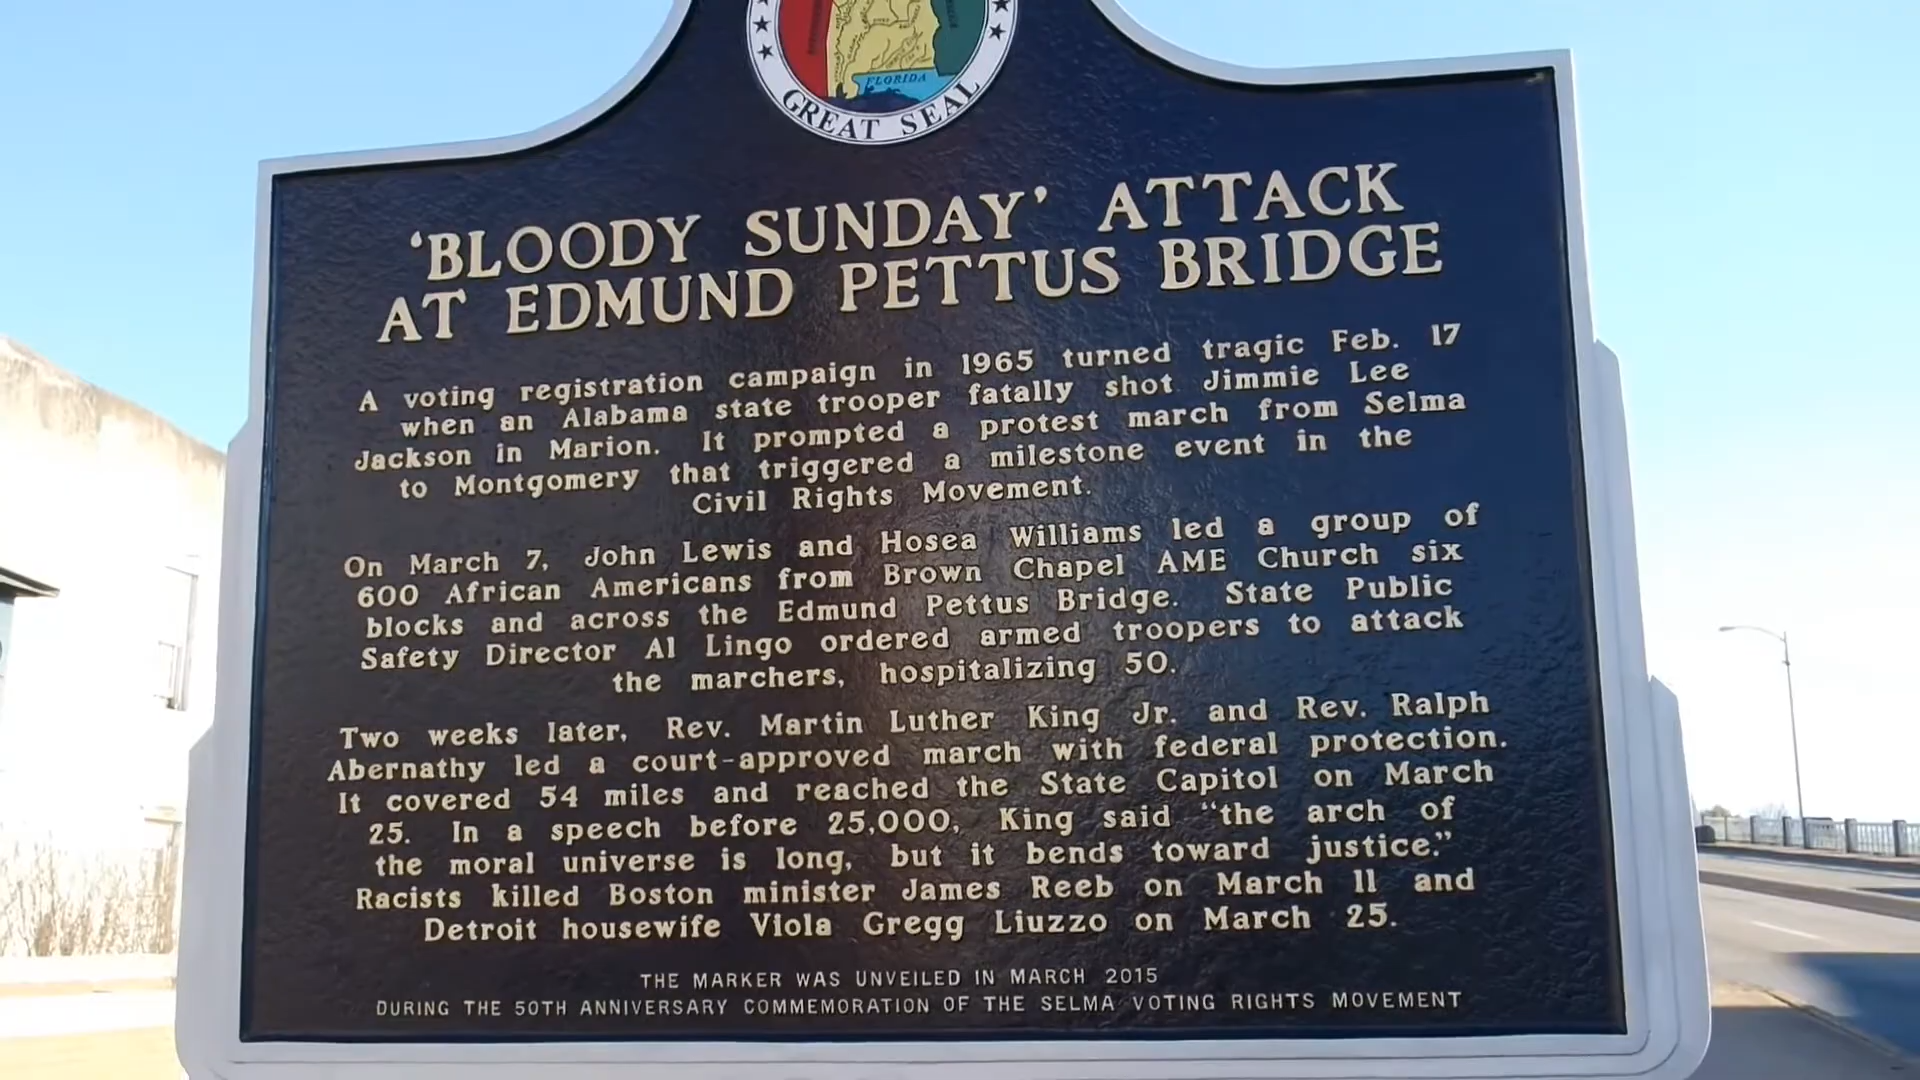 FLORIDA
GREAT SEAL
‘BLOODY SUNDAY’ ATTACK
AT EDMUND PETTUS BRIDGE
A voting registration campaign in 1965 turned tragic Feb. 17
when an Alabama state trooper fatally shot Jimmie Lee
Jackson in Marion. It prompted a protest march from Selma
to Montgomery that triggered a milestone event in the
Civil Rights Movement.
On March 7, John Lewis and Hosea Williams led a group of
600 African Americans from Brown Chapel AME Church six
blocks and across the Edmund Pettus Bridge. State Public
Safety Director Al Lingo ordered armed troopers to attack
the marchers, hospitalizing 50.
Two weeks later, Rev. Martin Luther King Jr. and Rev. Ralph
Abernathy led a court-approved march with federal protection.
It covered 54 miles and reached the State Capitol on March
25. In a speech before 25,000, King said “the arch of
the moral universe is long, but it bends toward justice.”
Racists killed Boston minister James Reeb on March 11 and
Detroit housewife Viola Gregg Liuzzo on March 25.
THE MARKER WAS UNVEILED IN MARCH 2015
DURING THE 50TH ANNIVERSARY COMMEMORATION OF THE SELMA VOTING RIGHTS MOVEMENT